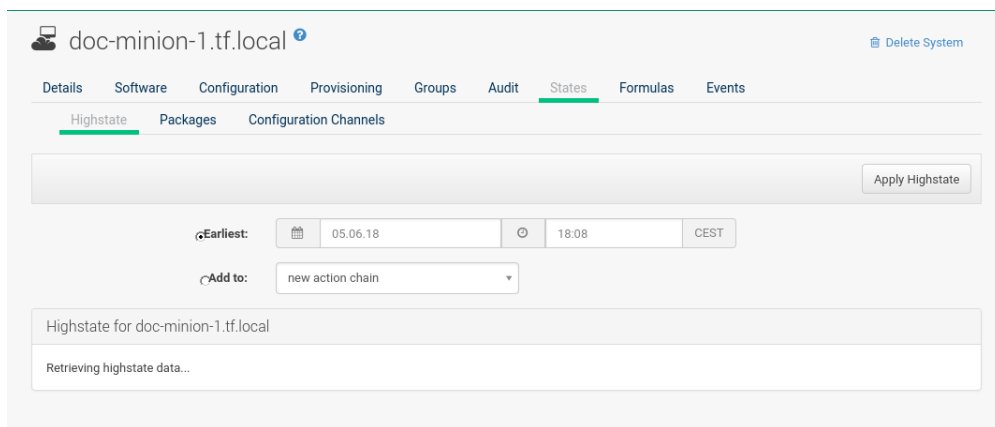 doc-minion-1.tf.local ?
Delete System
Details Software Configuration Provisioning Groups Audit States Formulas Events
Highstate Packages Configuration Channels
Apply Highstate
Earliest: 05.06.18 18:08 CEST
Add to: new action chain
Highstate for doc-minion-1.tf.local
Retrieving highstate data...